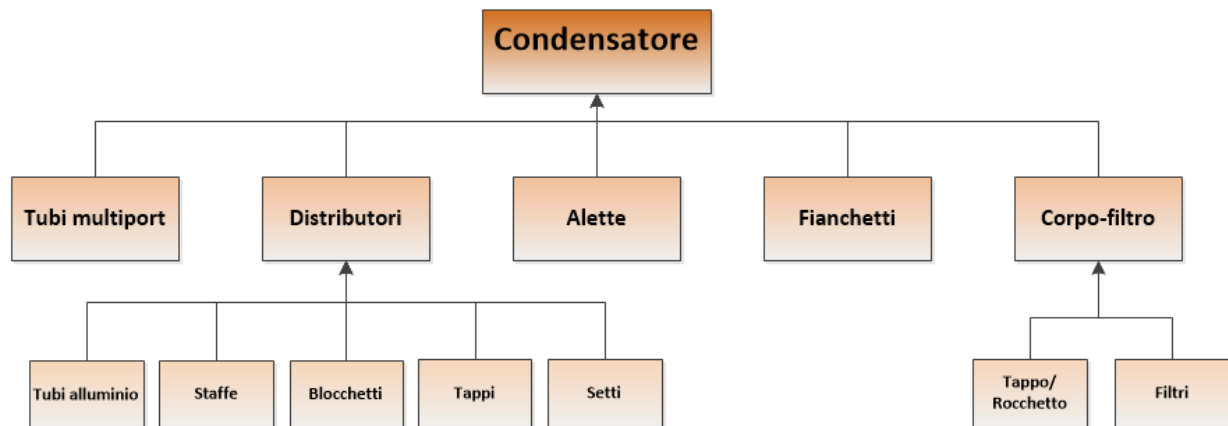 Condensatore
Tubi multiport
Distributori
Alette
Fianchetti
Corpo-filtro
Tubi alluminio
Staffe
Blocchetti
Tappi
Setti
Tappo/
Rocchetto
Filtri